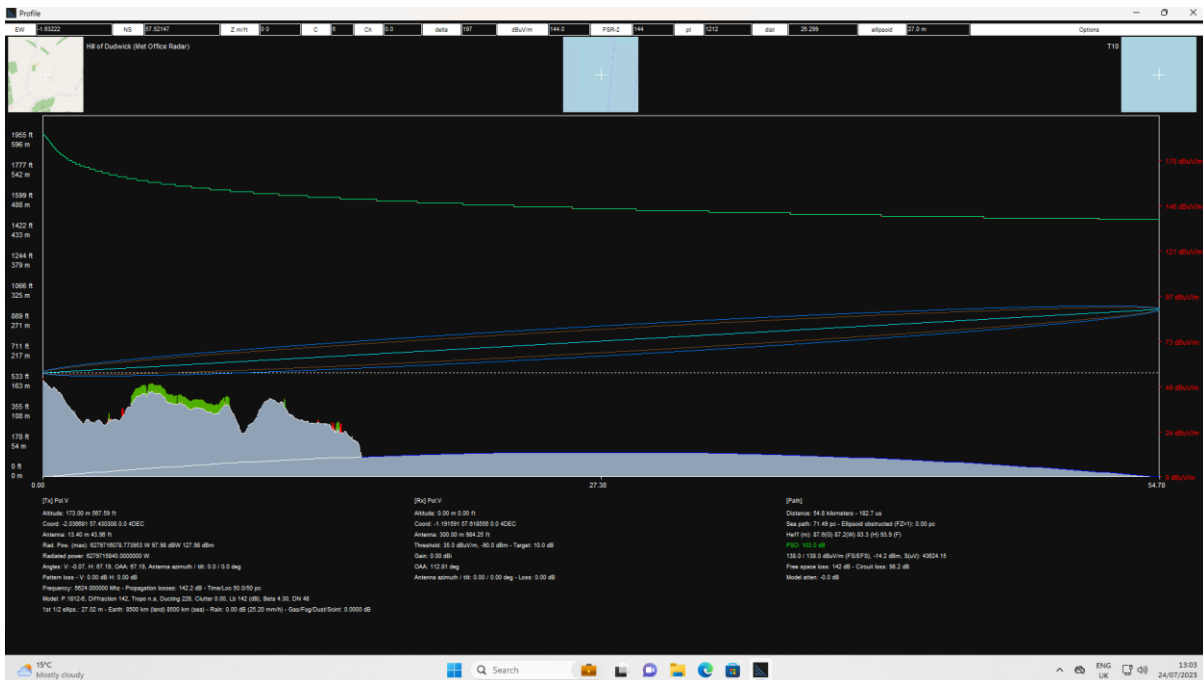 Profile
EW -1.63222 NS 57.52147 Z m/ft 0 0 C 8 Ch 0.0 delta 197 dBuV/m 144.0 FSR-2 144 pt 1212 dist 26.299 ellipsoid 27.0 m Options
Hill of Dudwick (Met Office Radar) T10
1955 ft
596 m
1777 ft
542 m
170 dBuV/m
1599 ft
488 m
146 dBuV/m
1422 ft
433 m
1244 ft
379 m
121 dBuV/m
1066 ft
325 m
97 dBuV/m
889 ft
271 m
711 ft
217 m
73 dBuV/m
533 ft
163 m
48 dBuV/m
355 ft
108 m
178 ft
54 m
24 dBuV/m
0 ft
0 m
0 dBuV/m
0.00 27.38 54.78
[Tx] Pol:V
Altitude: 173.00 m 567.59 ft
Coord: -2.036681 57.430308 0.0 4DEC
Antenna: 13.40 m 43.96 ft
Rad. Pos. (max): 6279716078.773953 W 97.98 dBW 127.98 dBm
Radiated power: 6279715840.0000000 W
Angles: V: -0.07, H: 67.19, OAA: 67.19, Antenna azimuth / tilt: 0.0 / 0.0 deg
Pattern loss - V: 0.00 dB H: 0.00 dB
Frequency: 5624.000000 Mhz - Propagation losses: 142.2 dB - Time/Loc 50.0/50 pc
Model: P.1812-6, Diffraction 142, Tropo n.a, Ducting 226, Clutter 0.00, Lb 142 (dB), Beta 4.30, DN 48
1st 1/2 ellips.: 27.02 m - Earth: 8500 km (land) 8500 km (sea) - Rain: 0.00 dB (25.20 mm/h) - Gas/Fog/Dust/Scint: 0.0000 dB
[Rx] Pol:V
Altitude: 0.00 m 0.00 ft
Coord: -1.191591 57.618556 0.0 4DEC
Antenna: 300.00 m 984.25 ft
Threshold: 35.0 dBuV/m, -90.0 dBm - Target: 10.0 dB
Gain: 0.00 dBi
OAA: 112.81 deg
Antenna azimuth / tilt: 0.00 / 0.00 deg - Loss: 0.00 dB
[Path]
Distance: 54.8 kilometers - 182.7 us
Sea path: 71.49 pc - Ellipsoid obstructed (FZ=1): 0.00 pc
Heff (m): 87.6(G) 87.2(W) 83.5 (H) 93.9 (F)
PSO: 103.0 dB
138.0 / 138.0 dBuV/m (FS/EFS), -14.2 dBm, S(uV): 43624.15
Free space loss: 142 dB - Circuit loss: 98.2 dB
Model atten: -0.0 dB
15°C
Mostly cloudy
Search
ENG
UK
13:03
24/07/2023